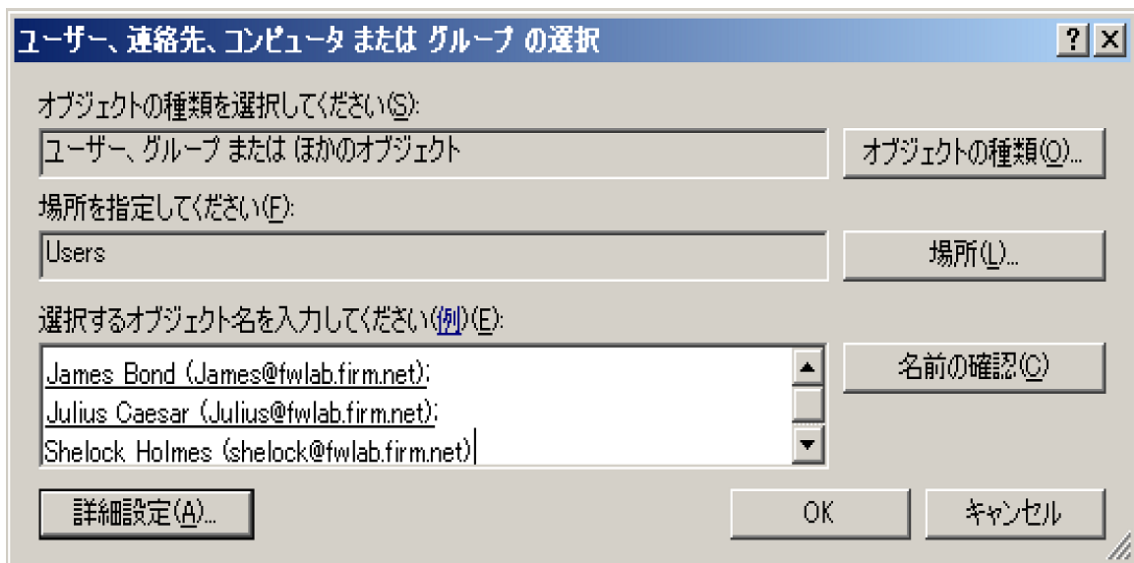 ユーザー、連絡先、コンピュータ または グループ の選択
オブジェクトの種類を選択してください(S):
ユーザー、グループ または ほかのオブジェクト
オブジェクトの種類(O)...
場所を指定してください(F):
Users
場所(L)...
選択するオブジェクト名を入力してください(例)(E):
James Bond (James@fwlab.firm.net);
Julius Caesar (Julius@fwlab.firm.net);
Shelock Holmes (shelock@fwlab.firm.net)
名前の確認(C)
詳細設定(A)...
OK
キャンセル